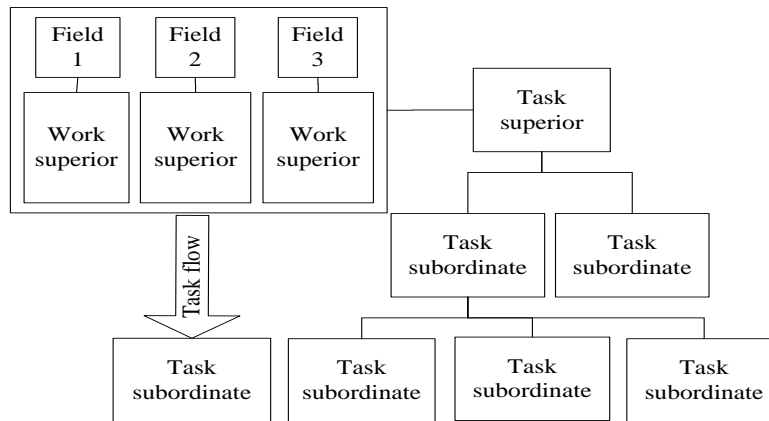 Field
1
Field
2
Field
3
Work
superior
Work
superior
Work
superior
Task
superior
Task
subordinate
Task
subordinate
Task flow
Task
subordinate
Task
subordinate
Task
subordinate
Task
subordinate